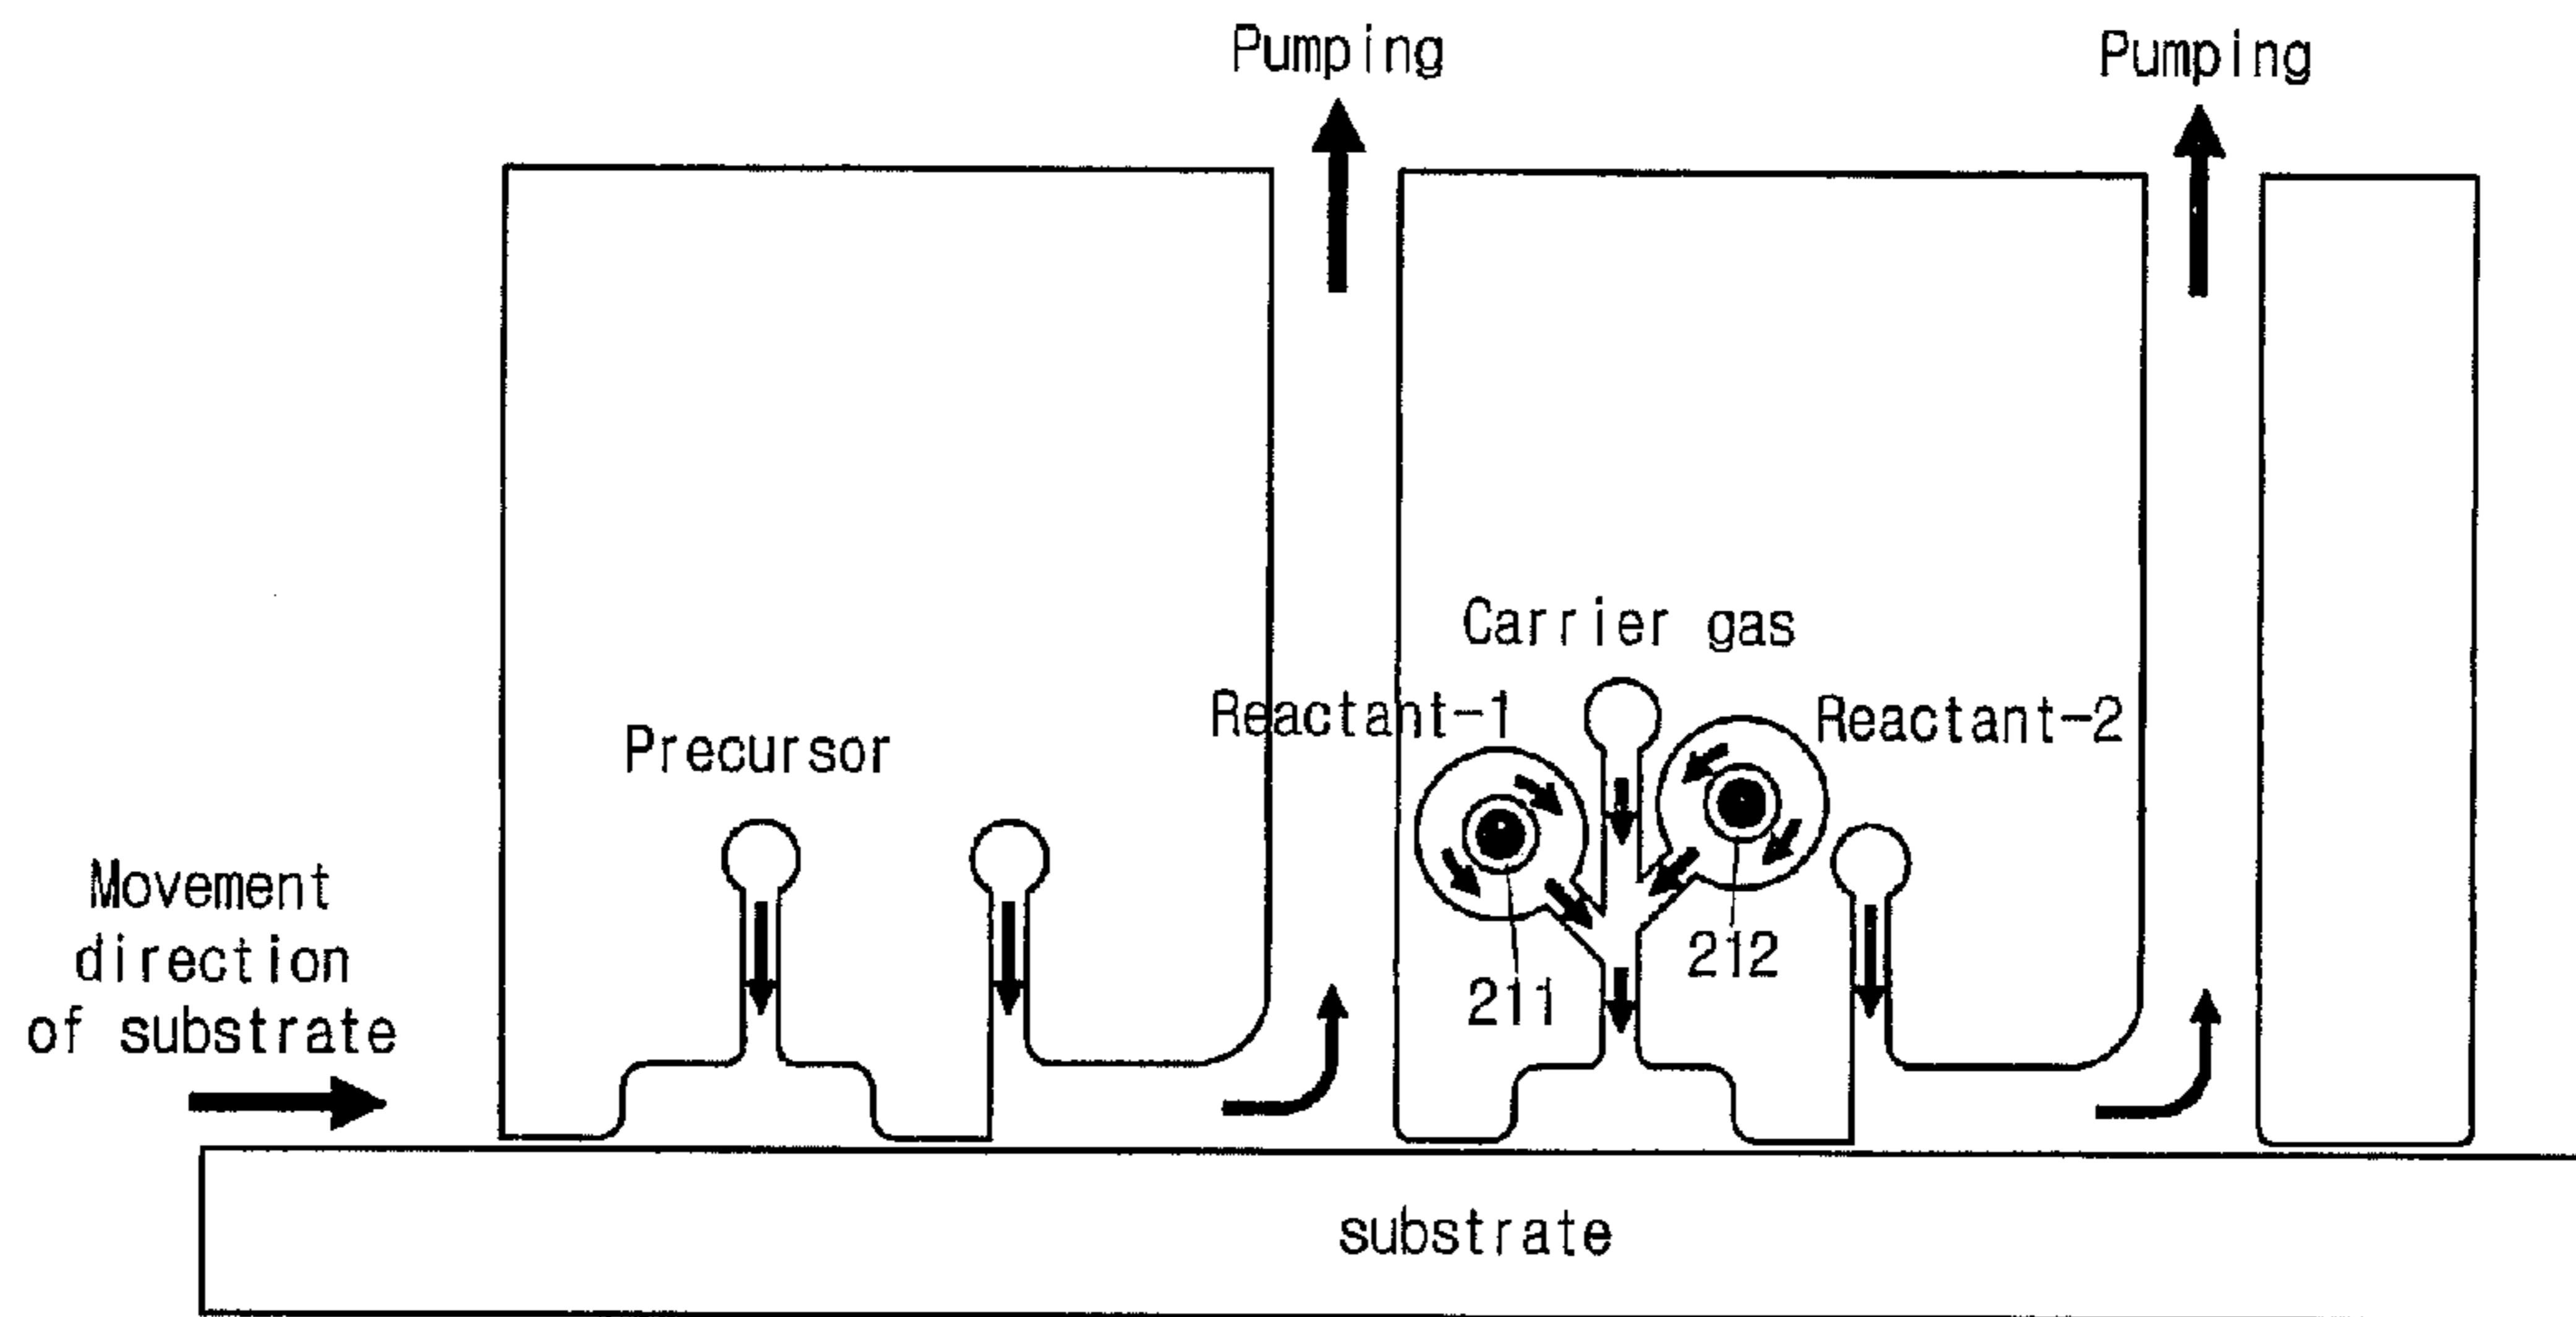 Pumping
Pumping
Carrier gas
Reactant-1
Reactant-2
Precursor
Movement
direction
of substrate
212
211
substrate